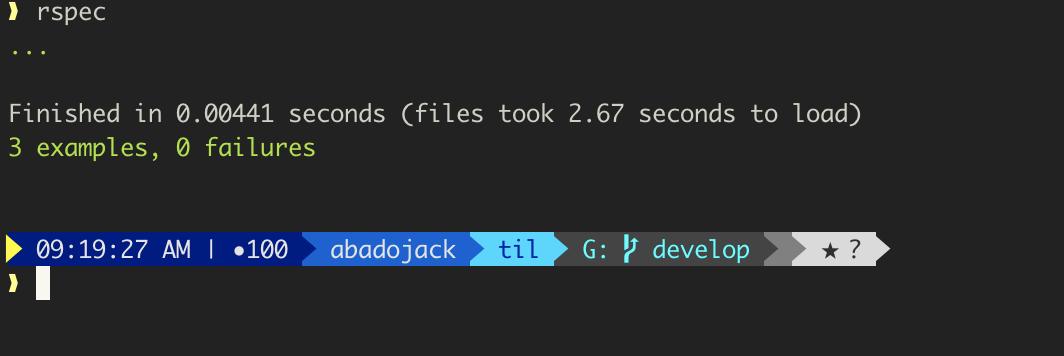 ❱ rspec
...
Finished in 0.00441 seconds (files took 2.67 seconds to load)
3 examples, 0 failures
09:19:27 AM | •100 abadojack til G: develop ★ ?
❱